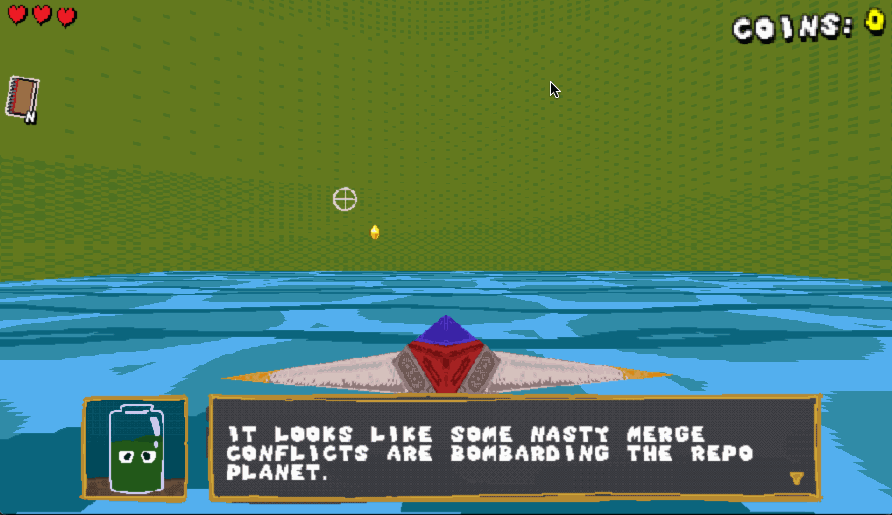 COINS: 0
N
IT LOOKS LIKE SOME NASTY MERGE
CONFLICTS ARE BOMBARDING THE REPO
PLANET.